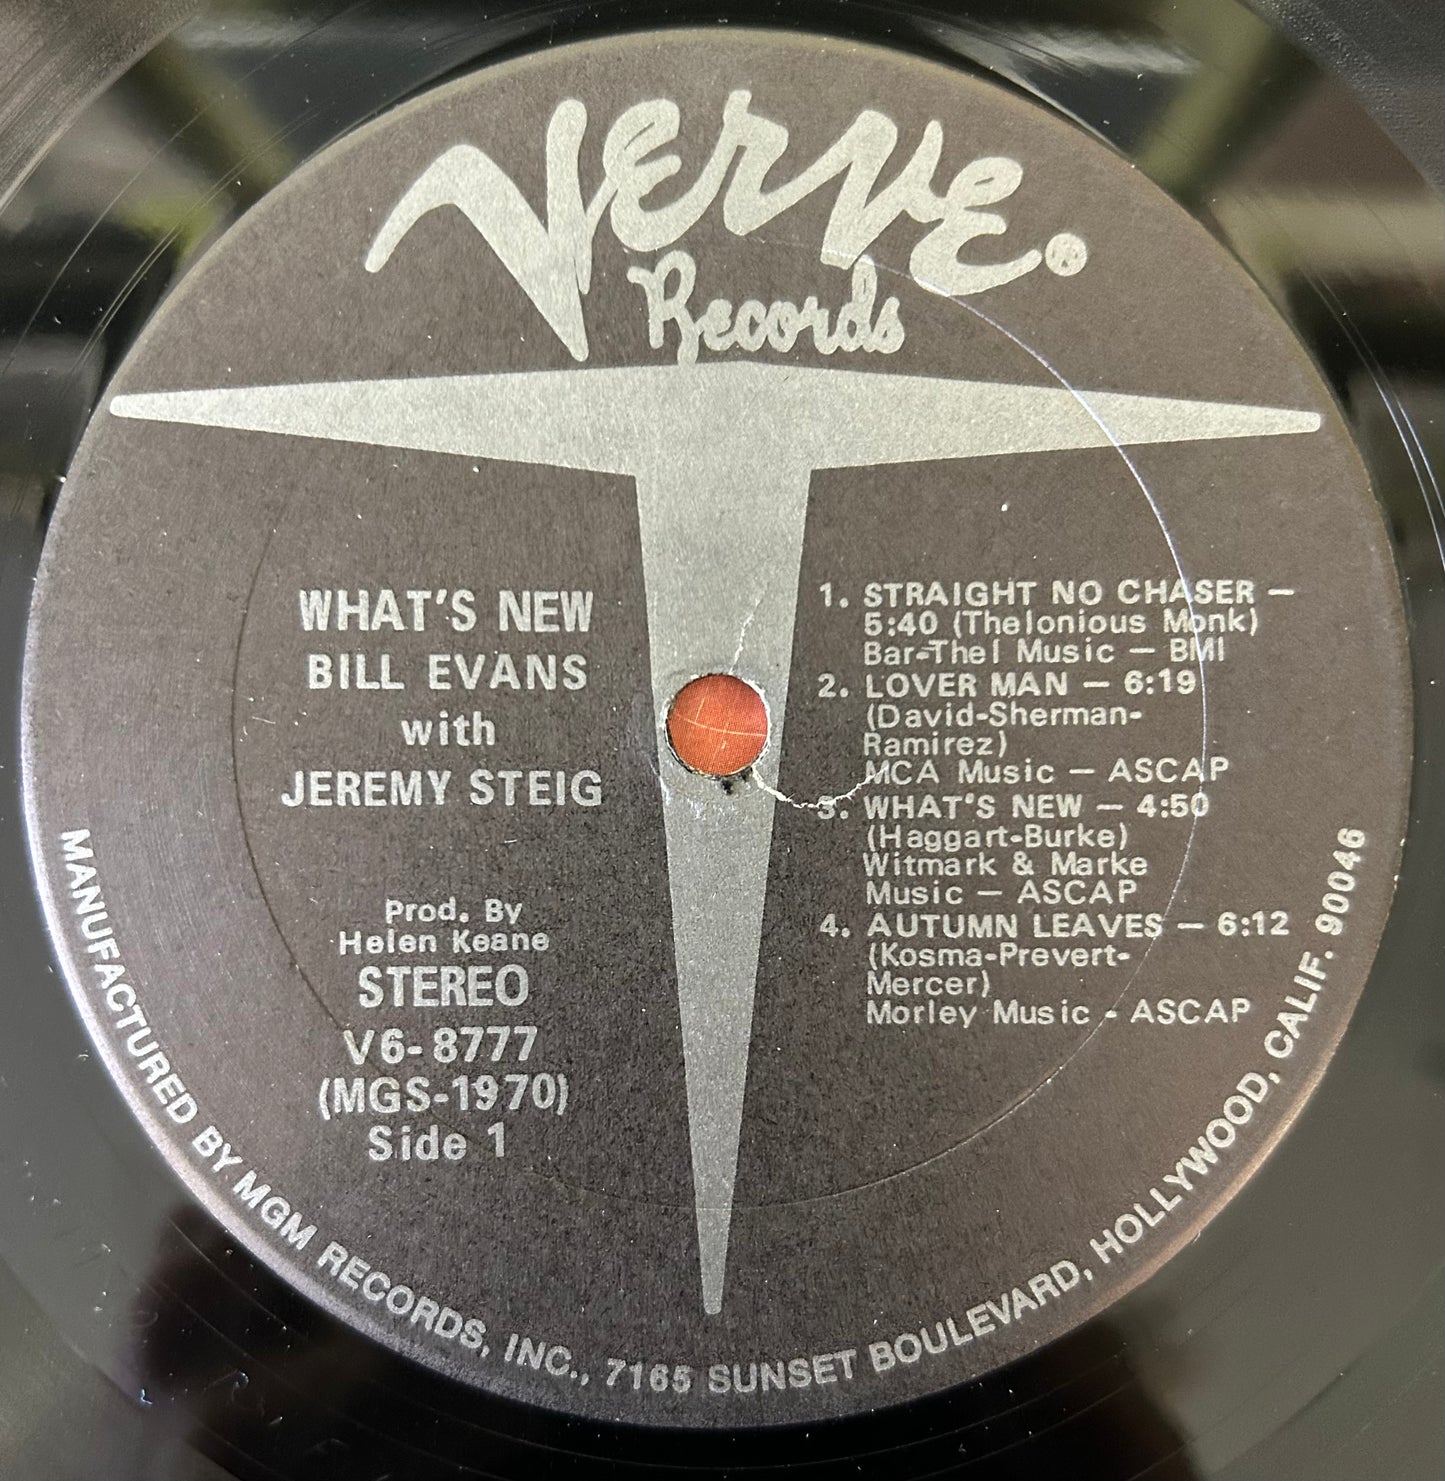 Verve®
Records
WHAT'S NEW
BILL EVANS
with
JEREMY STEIG
Prod. By
Helen Keane
STEREO
V6-8777
(MGS-1970)
Side 1
1. STRAIGHT NO CHASER —
5:40 (Thelonious Monk)
Bar-Thel Music — BMI
2. LOVER MAN — 6:19
(David-Sherman-
Ramirez)
MCA Music — ASCAP
3. WHAT'S NEW — 4:50
(Haggart-Burke)
Witmark & Marke
Music — ASCAP
4. AUTUMN LEAVES — 6:12
(Kosma-Prevert-
Mercer)
Morley Music - ASCAP
MANUFACTURED BY MGM RECORDS, INC., 7165 SUNSET BOULEVARD, HOLLYWOOD, CALIF. 90046